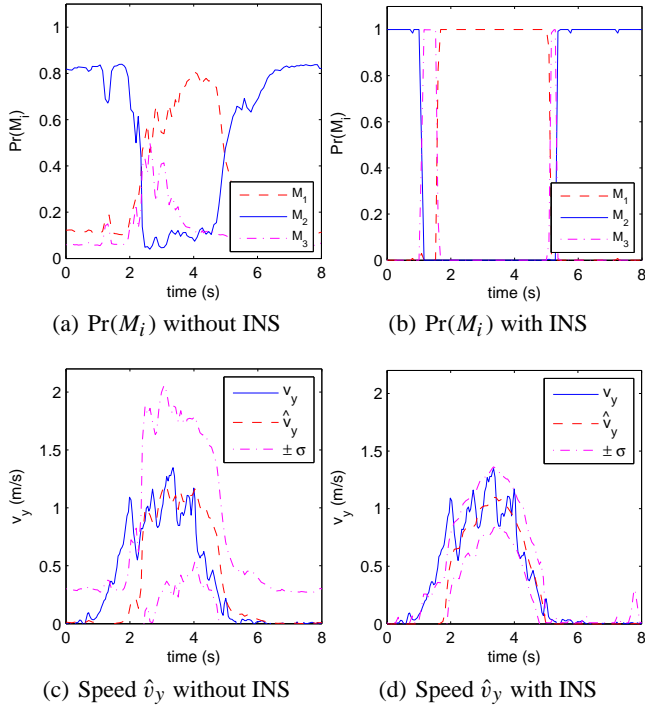 1
0.8
0.6
0.4
0.2
0
Pr(M_i)
M_1
M_2
M_3
0 2 4 6 8
time (s)
(a) Pr(M_i) without INS
1
0.8
0.6
0.4
0.2
0
Pr(M_i)
M_1
M_2
M_3
0 2 4 6 8
time (s)
(b) Pr(M_i) with INS
2
1.5
1
0.5
0
v_y (m/s)
v_y
v̂_y
± σ
0 2 4 6 8
time (s)
(c) Speed v̂_y without INS
2
1.5
1
0.5
0
v_y (m/s)
v_y
v̂_y
± σ
0 2 4 6 8
time (s)
(d) Speed v̂_y with INS